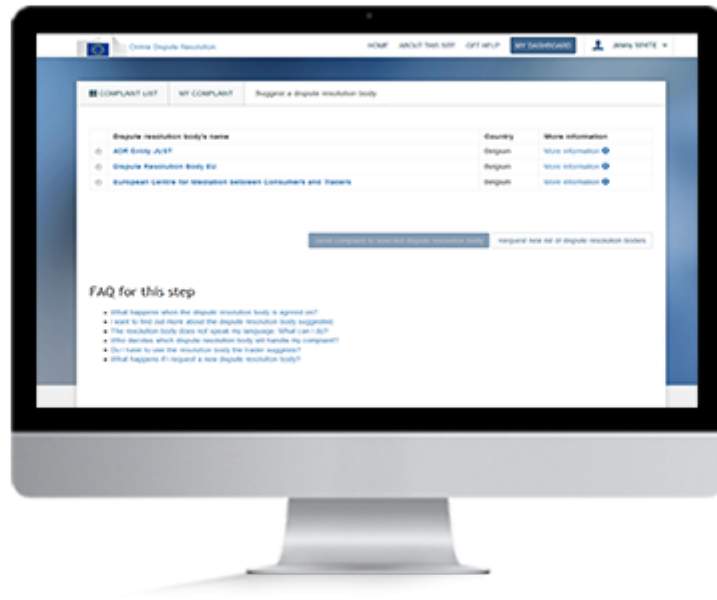 Online Dispute Resolution
HOME ABOUT THIS SITE GET HELP MY DASHBOARD Jimmy WHITE
COMPLAINT LIST MY COMPLAINT Suggest a dispute resolution body
Dispute resolution body's name Country More information
ADR Entity JUST Belgium More information
Dispute Resolution Body EU Belgium More information
European Centre for Mediation between Consumers and Traders Belgium More information
Send complaint to selected dispute resolution body Request new list of dispute resolution bodies
FAQ for this step
What happens when the dispute resolution body is agreed on?
I want to find out more about the dispute resolution body suggested.
The resolution body does not speak my language. What can I do?
Who decides which dispute resolution body will handle my complaint?
Do I have to use the resolution body the trader suggests?
What happens if I request a new dispute resolution body?